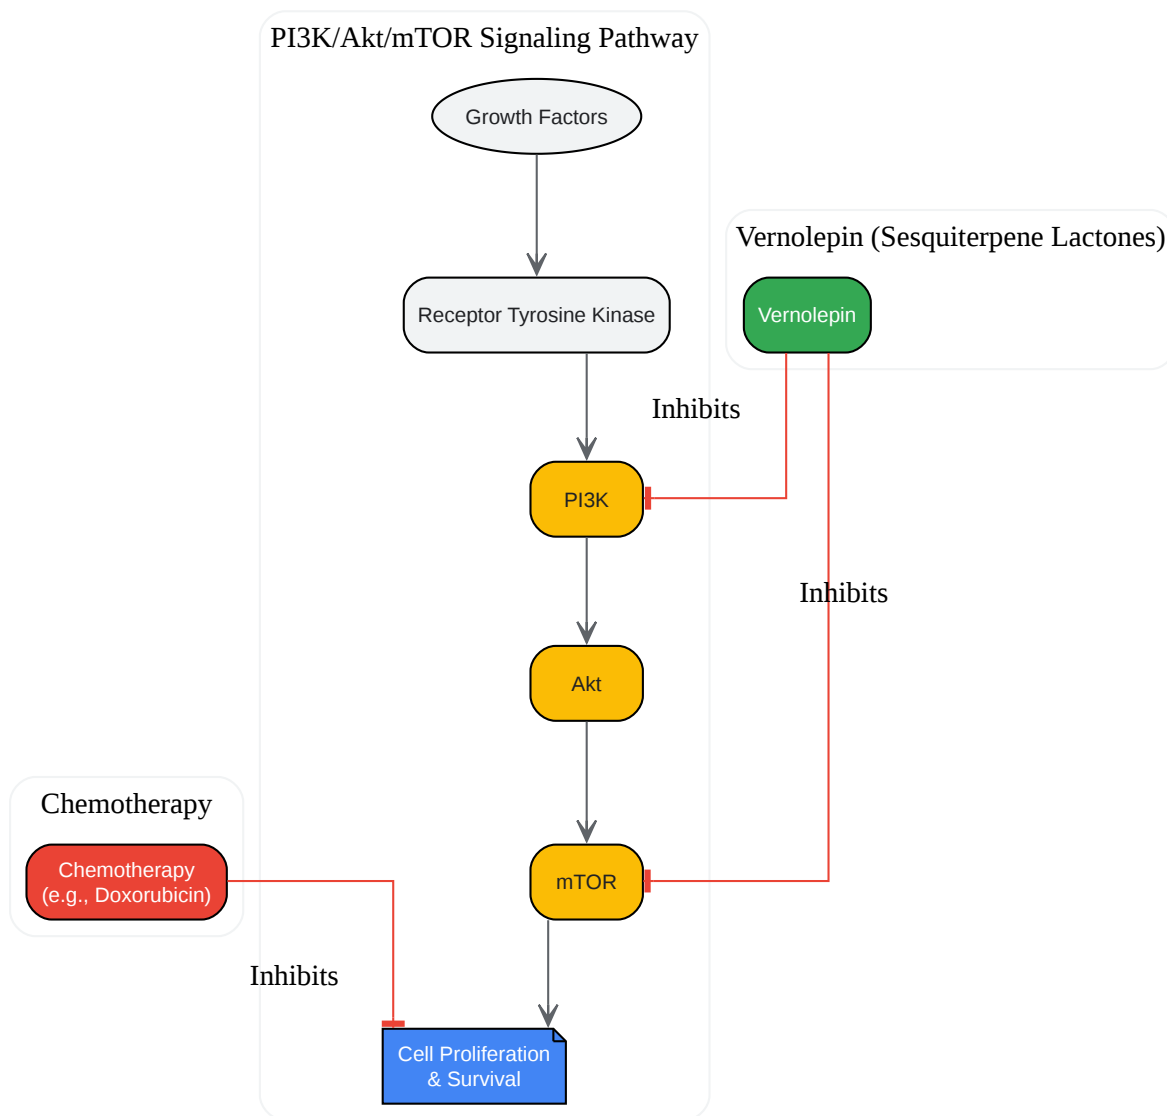 PI3K/Akt/mTOR Signaling Pathway
Growth Factors
Vernolepin (Sesquiterpene Lactones)
Receptor Tyrosine Kinase
Vernolepin
Inhibits
PI3K
Inhibits
Akt
Chemotherapy
Chemotherapy
(e.g., Doxorubicin)
mTOR
Inhibits
Cell Proliferation
& Survival